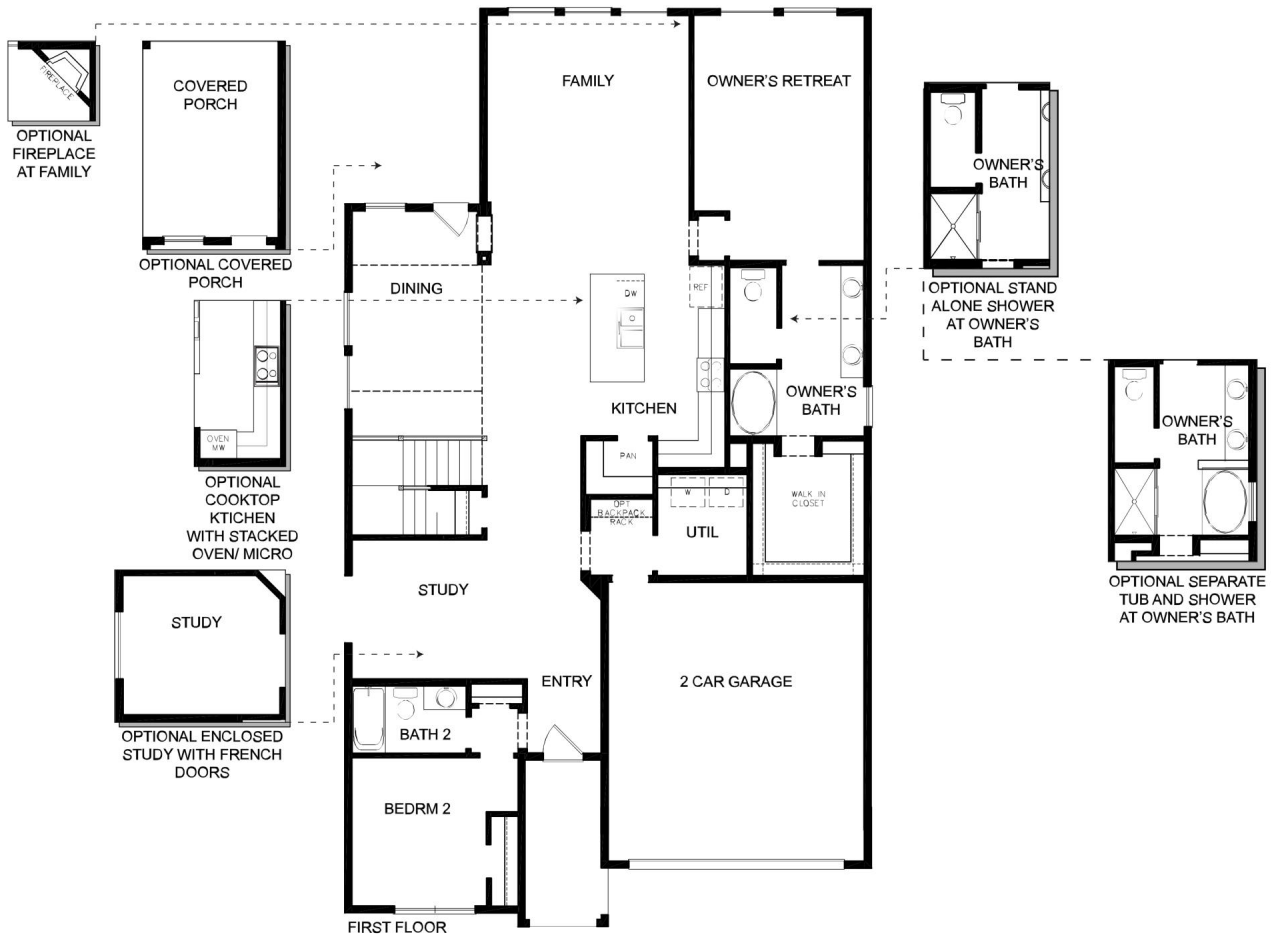 FIREPLACE
OPTIONAL
FIREPLACE
AT FAMILY
COVERED
PORCH
OPTIONAL COVERED
PORCH
FAMILY
OWNER'S RETREAT
OWNER'S
BATH
OPTIONAL STAND
ALONE SHOWER
AT OWNER'S
BATH
DINING
DW
REF
KITCHEN
OWNER'S
BATH
OVEN
MW
OPTIONAL
COOKTOP
KTICHEN
WITH STACKED
OVEN/ MICRO
PAN
WALK IN
CLOSET
W
D
OPT
BACKPACK
RACK
UTIL
OWNER'S
BATH
OPTIONAL SEPARATE
TUB AND SHOWER
AT OWNER'S BATH
STUDY
STUDY
OPTIONAL ENCLOSED
STUDY WITH FRENCH
DOORS
ENTRY
2 CAR GARAGE
BATH 2
BEDRM 2
FIRST FLOOR